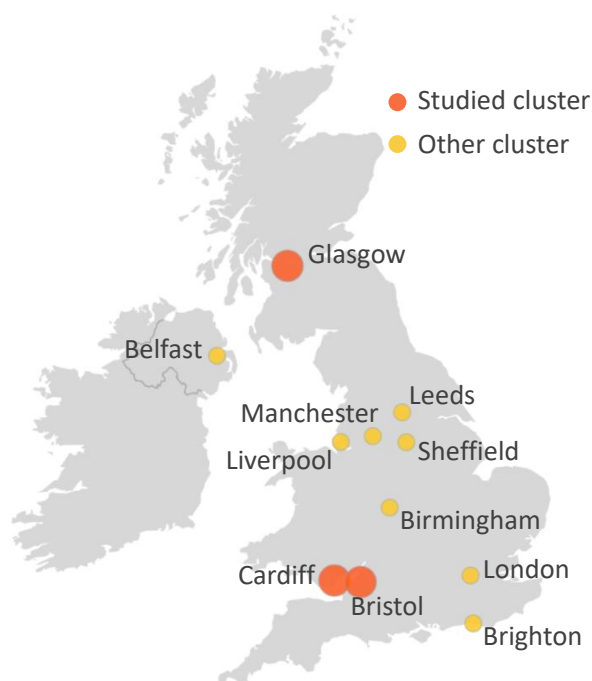 Studied cluster
Other cluster
Glasgow
Belfast
Leeds
Manchester
Liverpool
Sheffield
Birmingham
Cardiff
London
Bristol
Brighton